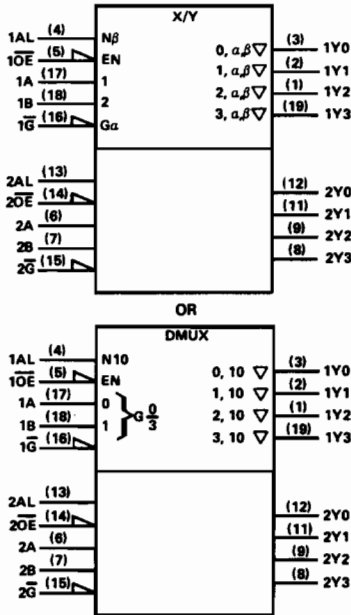 X/Y
1AL (4) Nβ 0, α,β ▽ (3) 1Y0
1O̅E̅ (5) EN 1, α,β ▽ (2) 1Y1
1A (17) 1 2, α,β ▽ (1) 1Y2
1B (18) 2 3, α,β ▽ (19) 1Y3
1G̅ (16) Gα
2AL (13) (12) 2Y0
2O̅E̅ (14) (11) 2Y1
2A (6) (9) 2Y2
2B (7) (8) 2Y3
2G̅ (15)
OR
DMUX
1AL (4) N10 0, 10 ▽ (3) 1Y0
1O̅E̅ (5) EN 1, 10 ▽ (2) 1Y1
1A (17) 0 } G 0/3 2, 10 ▽ (1) 1Y2
1B (18) 1 3, 10 ▽ (19) 1Y3
1G̅ (16)
2AL (13) (12) 2Y0
2O̅E̅ (14) (11) 2Y1
2A (6) (9) 2Y2
2B (7) (8) 2Y3
2G̅ (15)